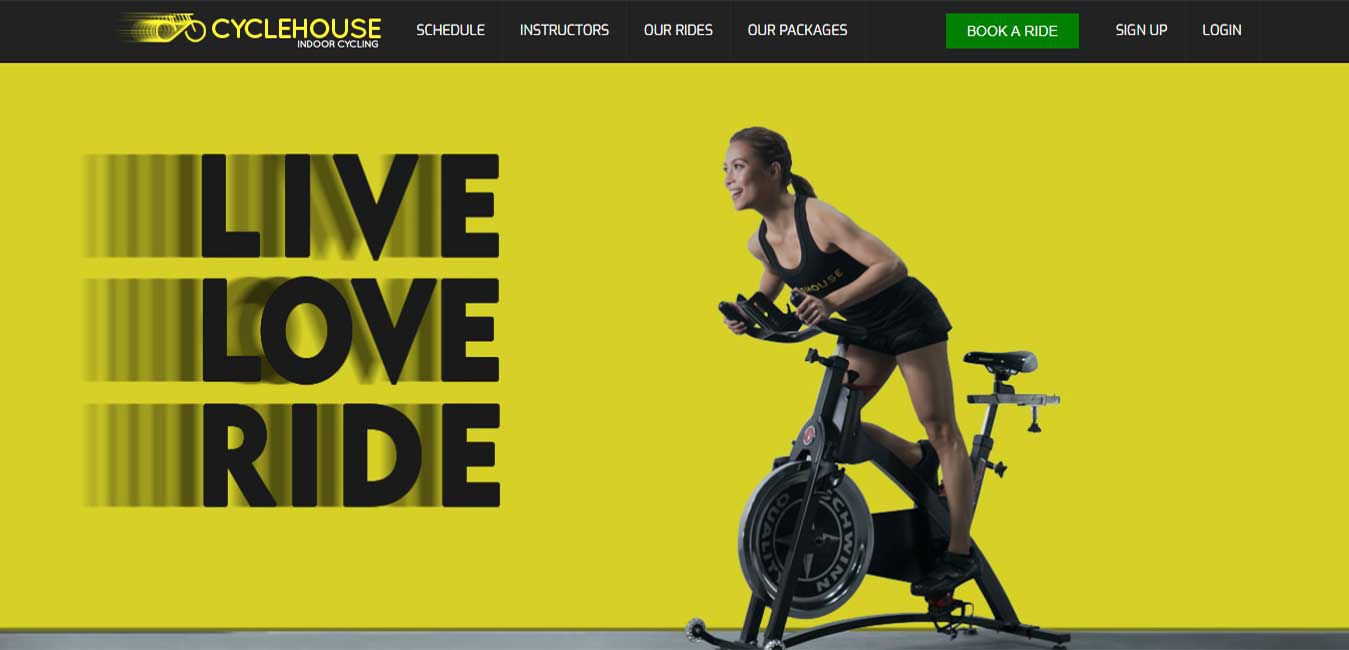 CYCLEHOUSE
INDOOR CYCLING
SCHEDULE
INSTRUCTORS
OUR RIDES
OUR PACKAGES
BOOK A RIDE
SIGN UP
LOGIN
LIVE
LOVE
RIDE
HOUSE
SCHWINN
QUALIT